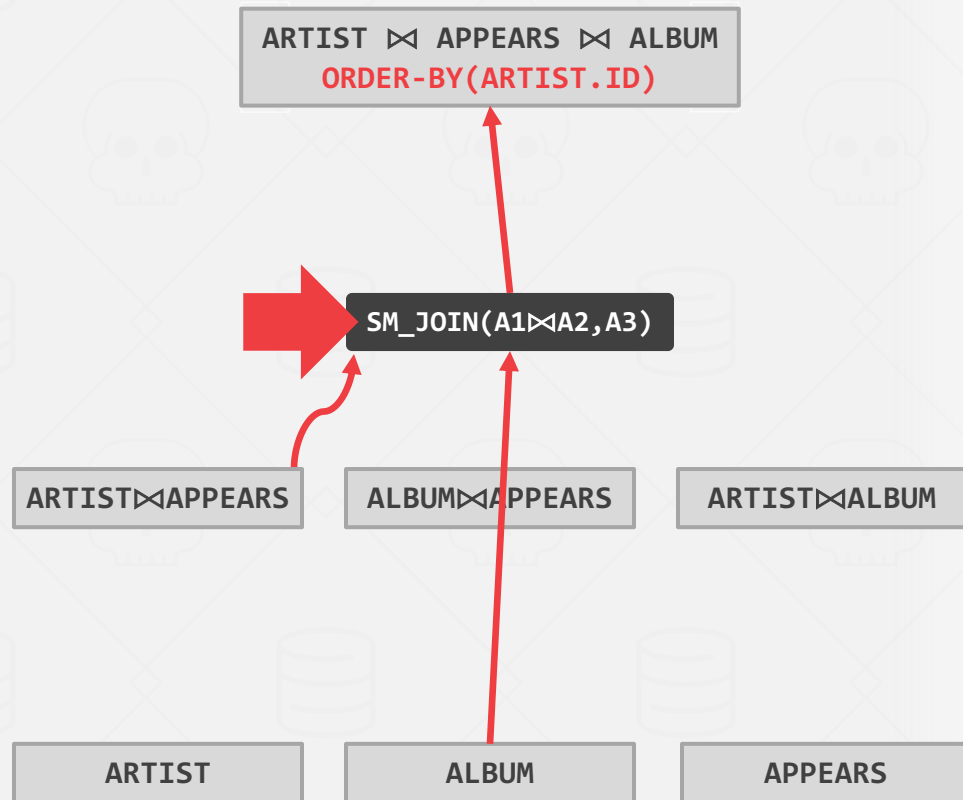 ARTIST ⋈ APPEARS ⋈ ALBUM
ORDER-BY(ARTIST.ID)
SM_JOIN(A1⋈A2,A3)
ARTIST⋈APPEARS
ALBUM⋈APPEARS
ARTIST⋈ALBUM
ARTIST
ALBUM
APPEARS